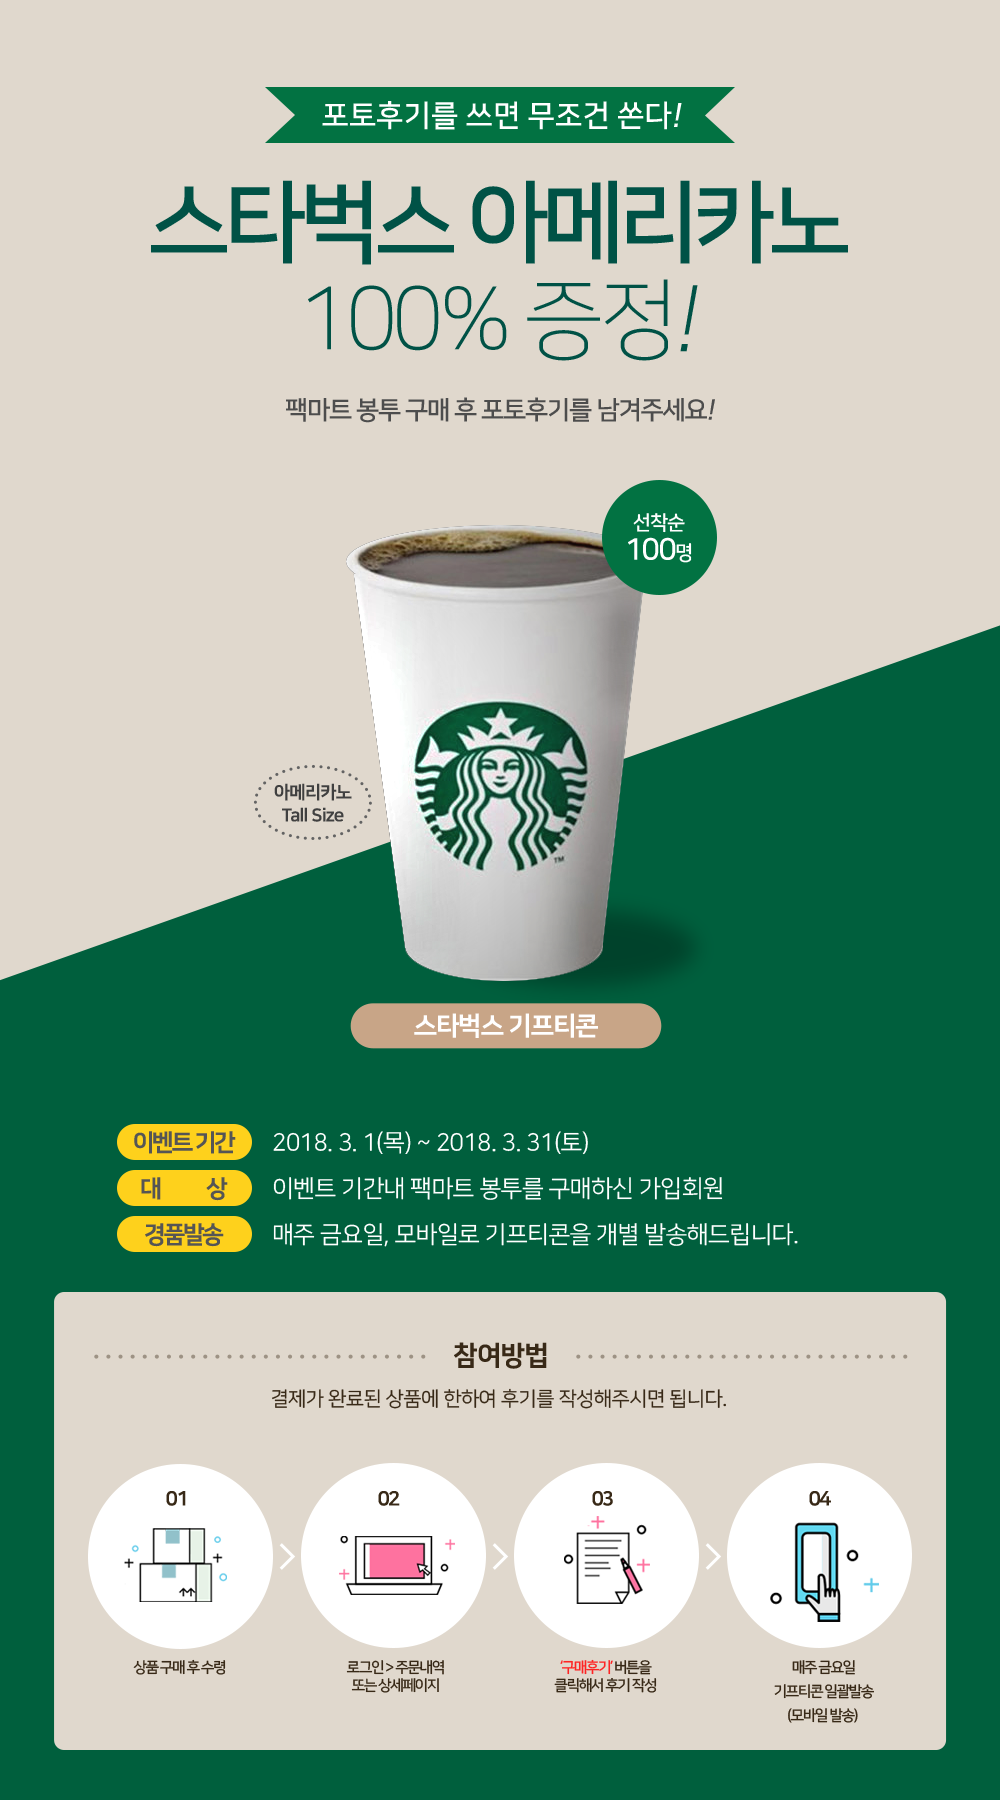 포토후기를 쓰면 무조건 쏜다!
스타벅스 아메리카노
100% 증정!
팩마트 봉투 구매 후 포토후기를 남겨주세요!
선착순
100명
아메리카노
Tall Size
TM
스타벅스 기프티콘
이벤트 기간 2018. 3. 1(목) ~ 2018. 3. 31(토)
대 상 이벤트 기간내 팩마트 봉투를 구매하신 가입회원
경품발송 매주 금요일, 모바일로 기프티콘을 개별 발송해드립니다.
참여방법
결제가 완료된 상품에 한하여 후기를 작성해주시면 됩니다.
01
상품 구매 후 수령
02
로그인 > 주문내역
또는 상세페이지
03
'구매후기' 버튼을
클릭해서 후기 작성
04
매주 금요일
기프티콘 일괄발송
(모바일 발송)